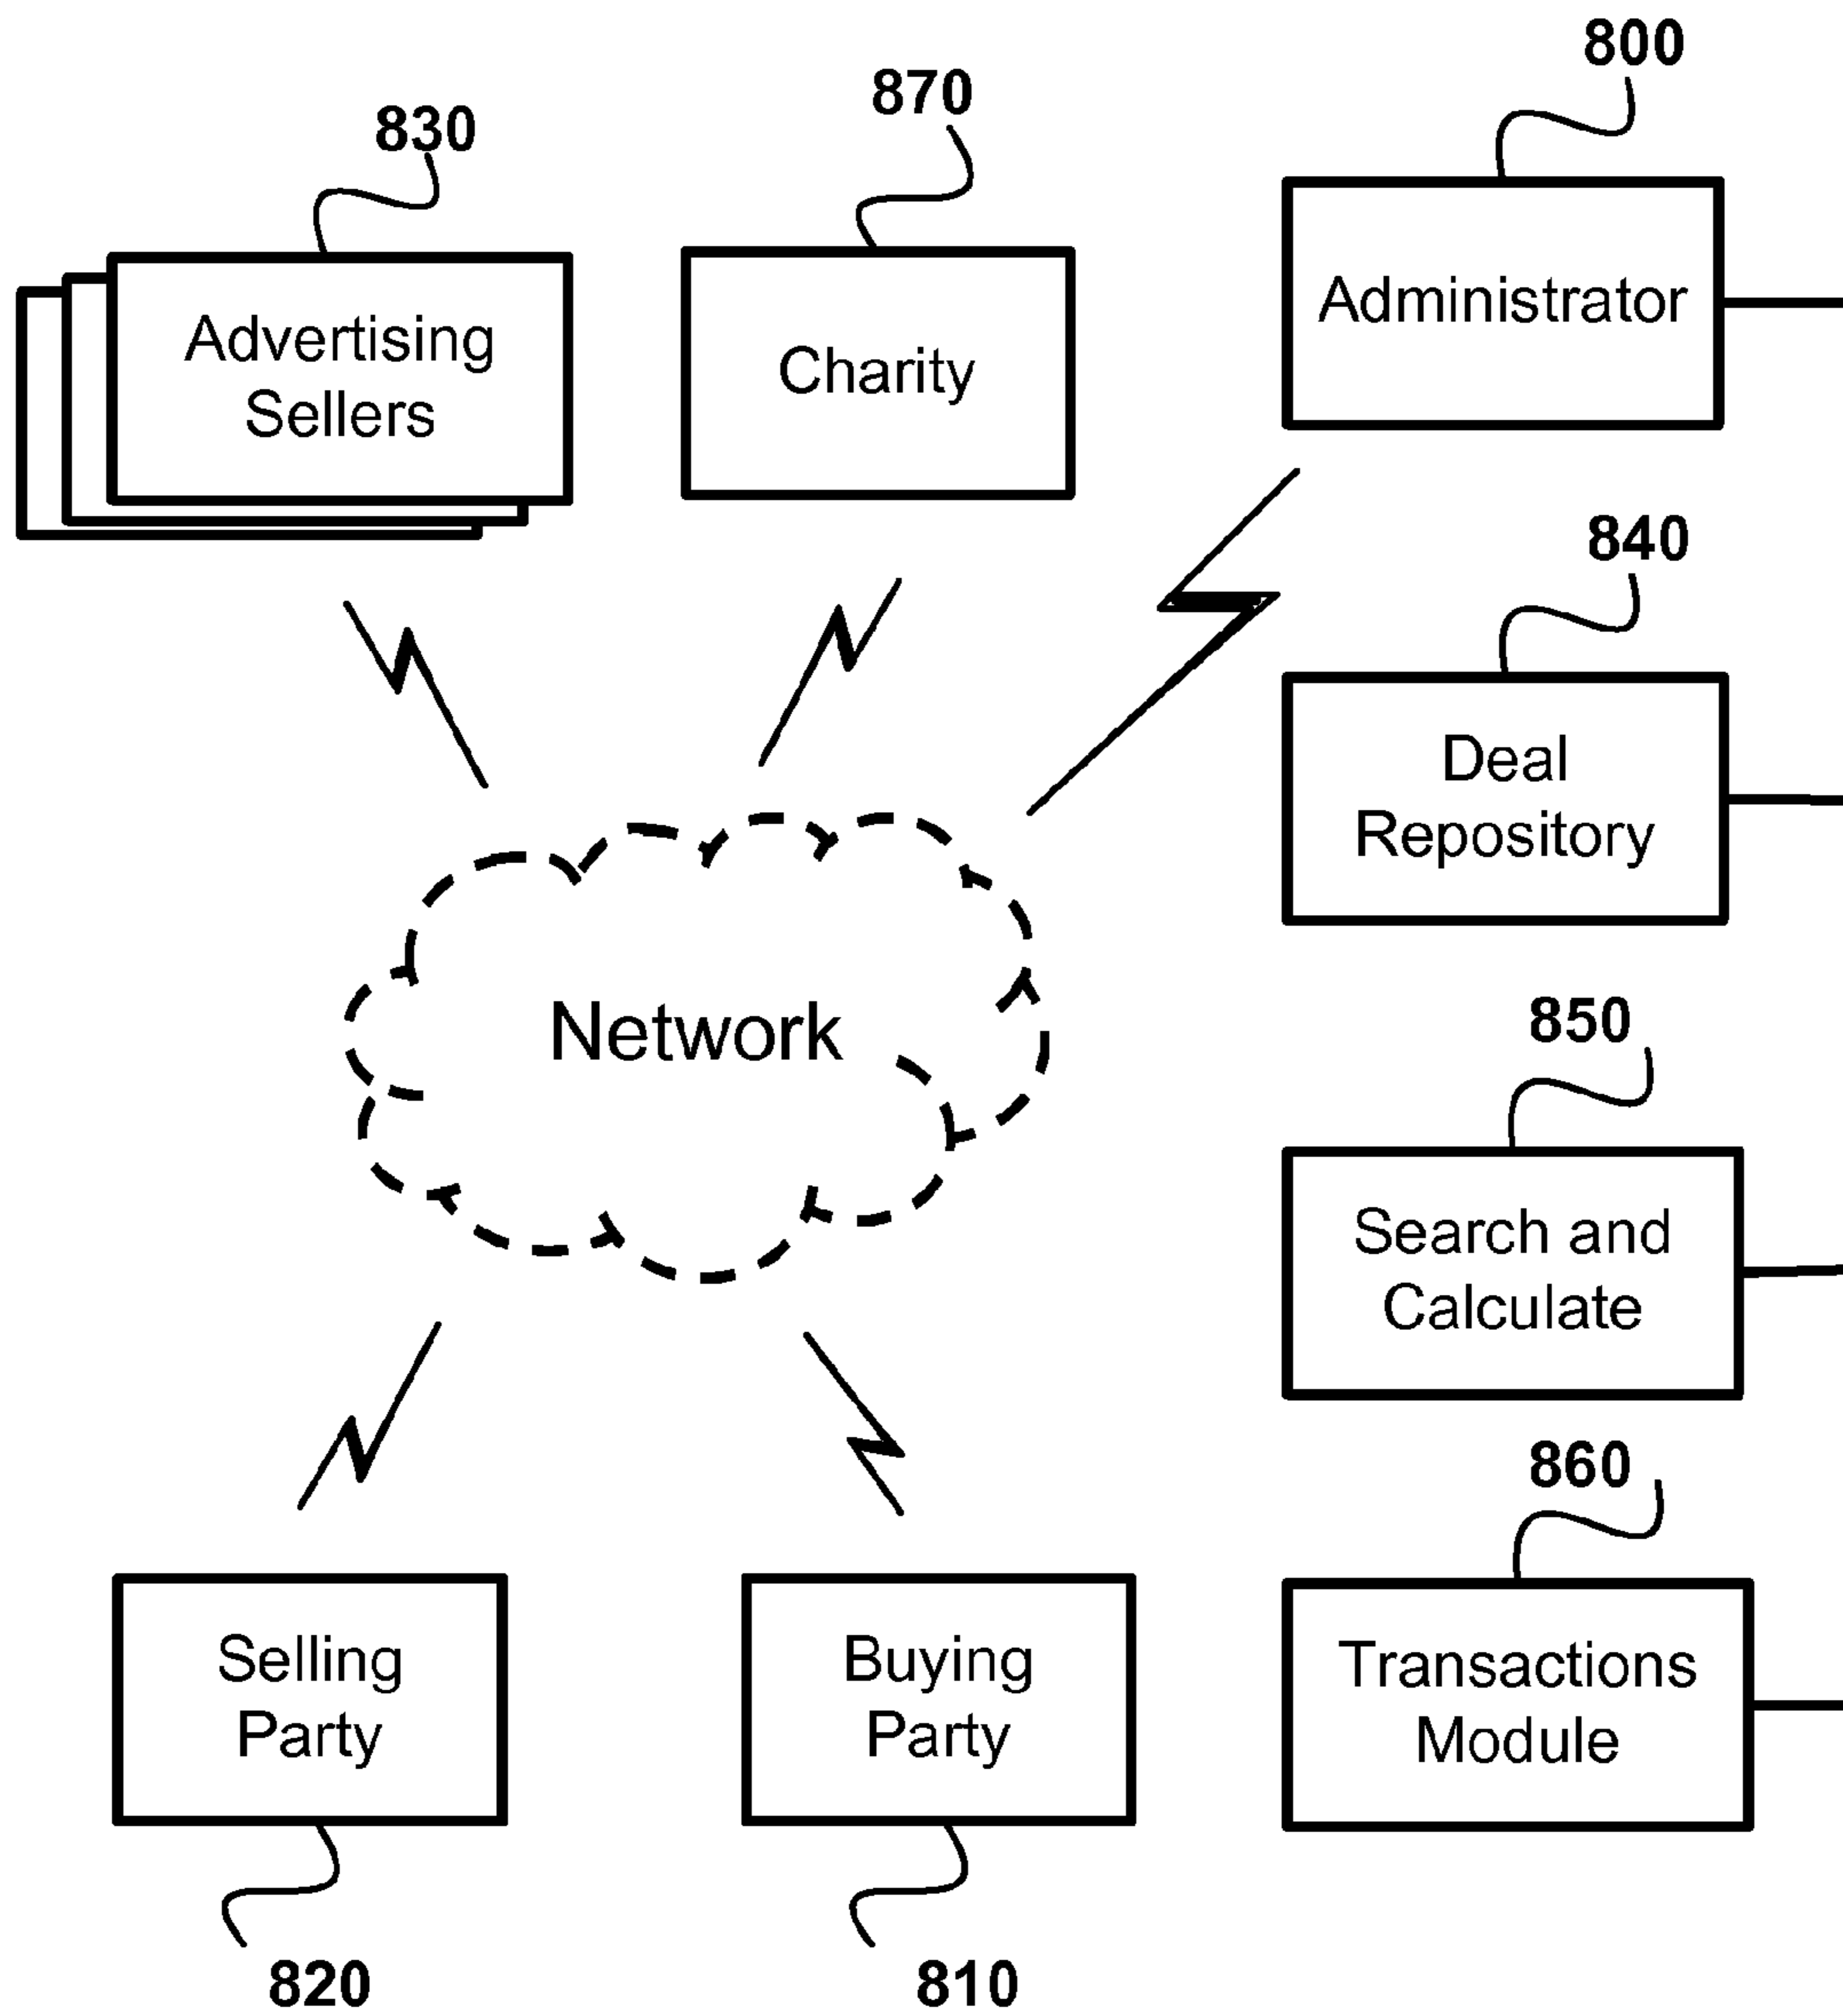 800
870
830
Administrator
Advertising
Sellers
Charity
840
Deal
Repository
Network
850
Search and
Calculate
860
Selling
Party
Buying
Party
Transactions
Module
820
810